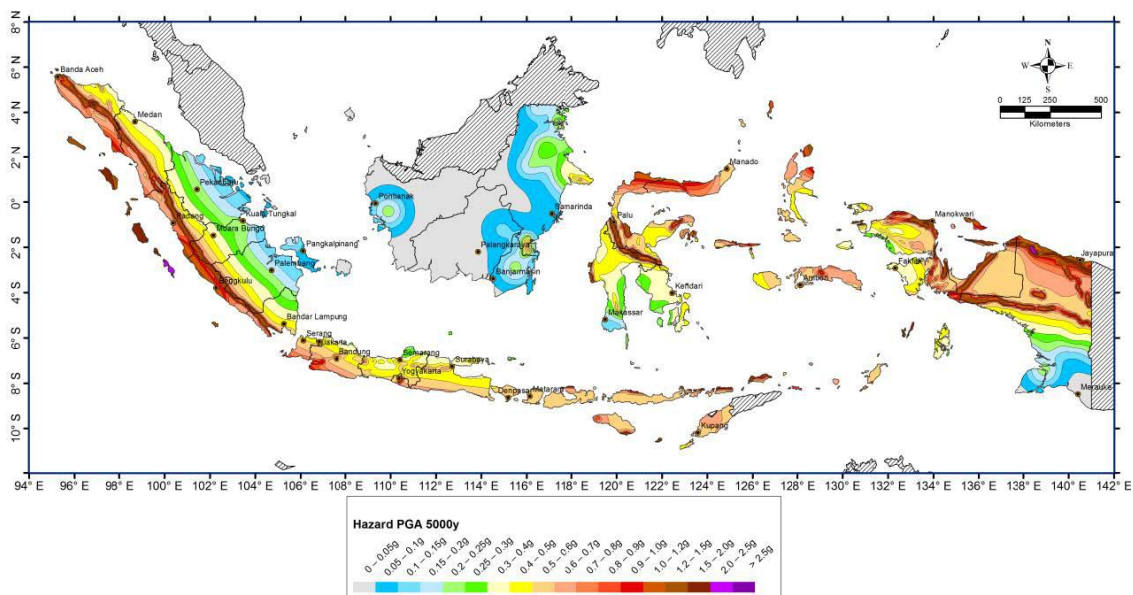 8° N
6° N
4° N
2° N
0°
2° S
4° S
6° S
8° S
10° S
N
W E
S
0 125 250 500
Kilometers
Banda Aceh
Medan
Manado
Pekanbaru
Pontianak
Samarinda
Kuala Tungkal
Padang
Palu
Manokwari
Muara Bungo
Pangkalpinang
Palangkaraya
Jayapura
Palembang
Banjarmasin
Fakfak
Bengkulu
Ambon
Kendari
Bandar Lampung
Makassar
Serang
Jakarta
Bandung
Semarang
Surabaya
Yogyakarta
Denpasar
Mataram
Merauke
Kupang
94° E 96° E 98° E 100° E 102° E 104° E 106° E 108° E 110° E 112° E 114° E 116° E 118° E 120° E 122° E 124° E 126° E 128° E 130° E 132° E 134° E 136° E 138° E 140° E 142° E
Hazard PGA 5000y
0 – 0.05g
0.05 – 0.1g
0.1 – 0.15g
0.15 – 0.2g
0.2 – 0.25g
0.25 – 0.3g
0.3 – 0.4g
0.4 – 0.5g
0.5 – 0.6g
0.6 – 0.7g
0.7 – 0.8g
0.8 – 0.9g
0.9 – 1.0g
1.0 – 1.2g
1.2 – 1.5g
1.5 – 2.0g
2.0 – 2.5g
> 2.5g